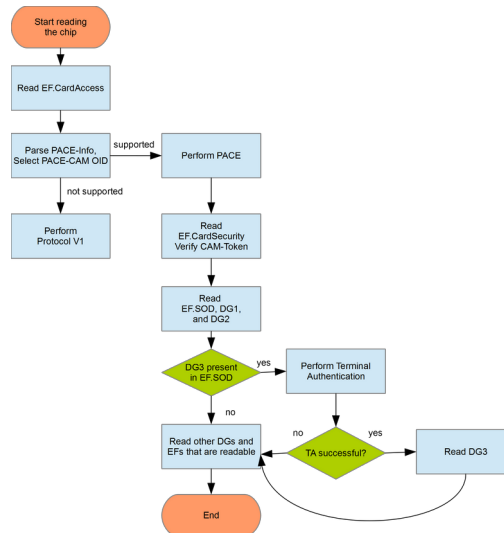 Start reading
the chip
Read EF.CardAccess
Parse PACE-Info,
Select PACE-CAM OID
supported
Perform PACE
not supported
Perform
Protocol V1
Read
EF.CardSecurity
Verify CAM-Token
Read
EF.SOD, DG1,
and DG2
DG3 present
in EF.SOD
yes
Perform Terminal
Authentication
no
Read other DGs and
EFs that are readable
no
TA successful?
yes
Read DG3
End